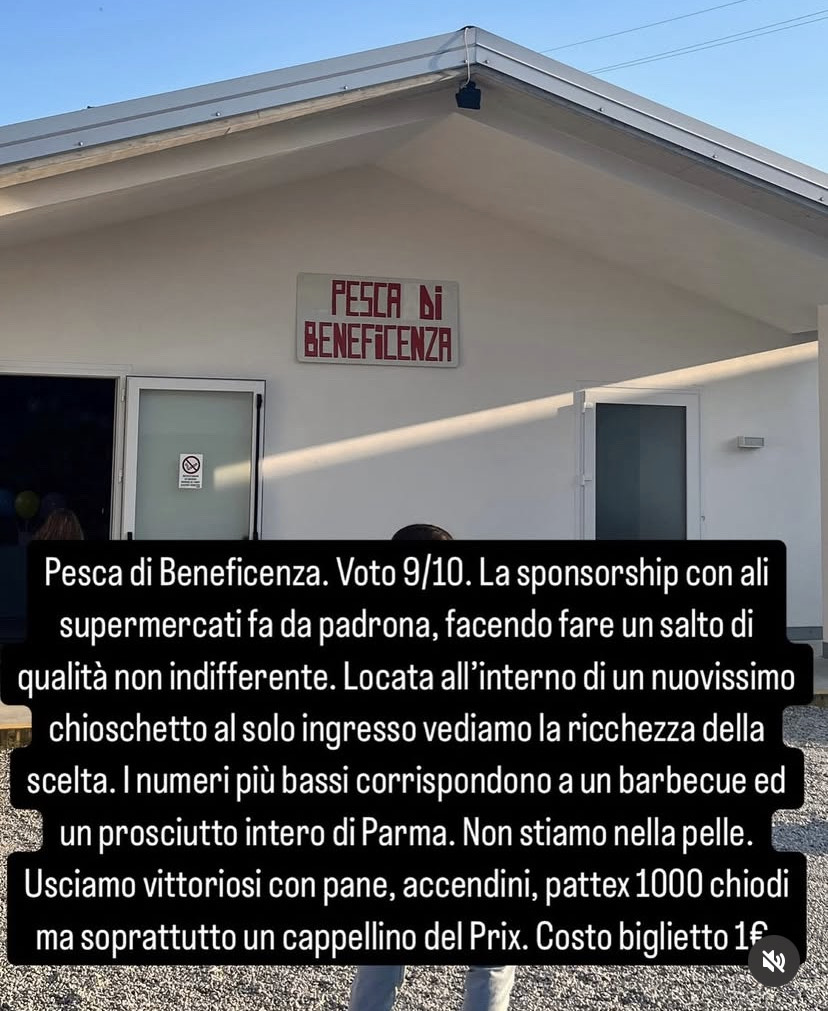 PESCA Di
BENEFiCENZA
Pesca di Beneficenza. Voto 9/10. La sponsorship con ali
supermercati fa da padrona, facendo fare un salto di
qualità non indifferente. Locata all’interno di un nuovissimo
chioschetto al solo ingresso vediamo la ricchezza della
scelta. I numeri più bassi corrispondono a un barbecue ed
un prosciutto intero di Parma. Non stiamo nella pelle.
Usciamo vittoriosi con pane, accendini, pattex 1000 chiodi
ma soprattutto un cappellino del Prix. Costo biglietto 1€